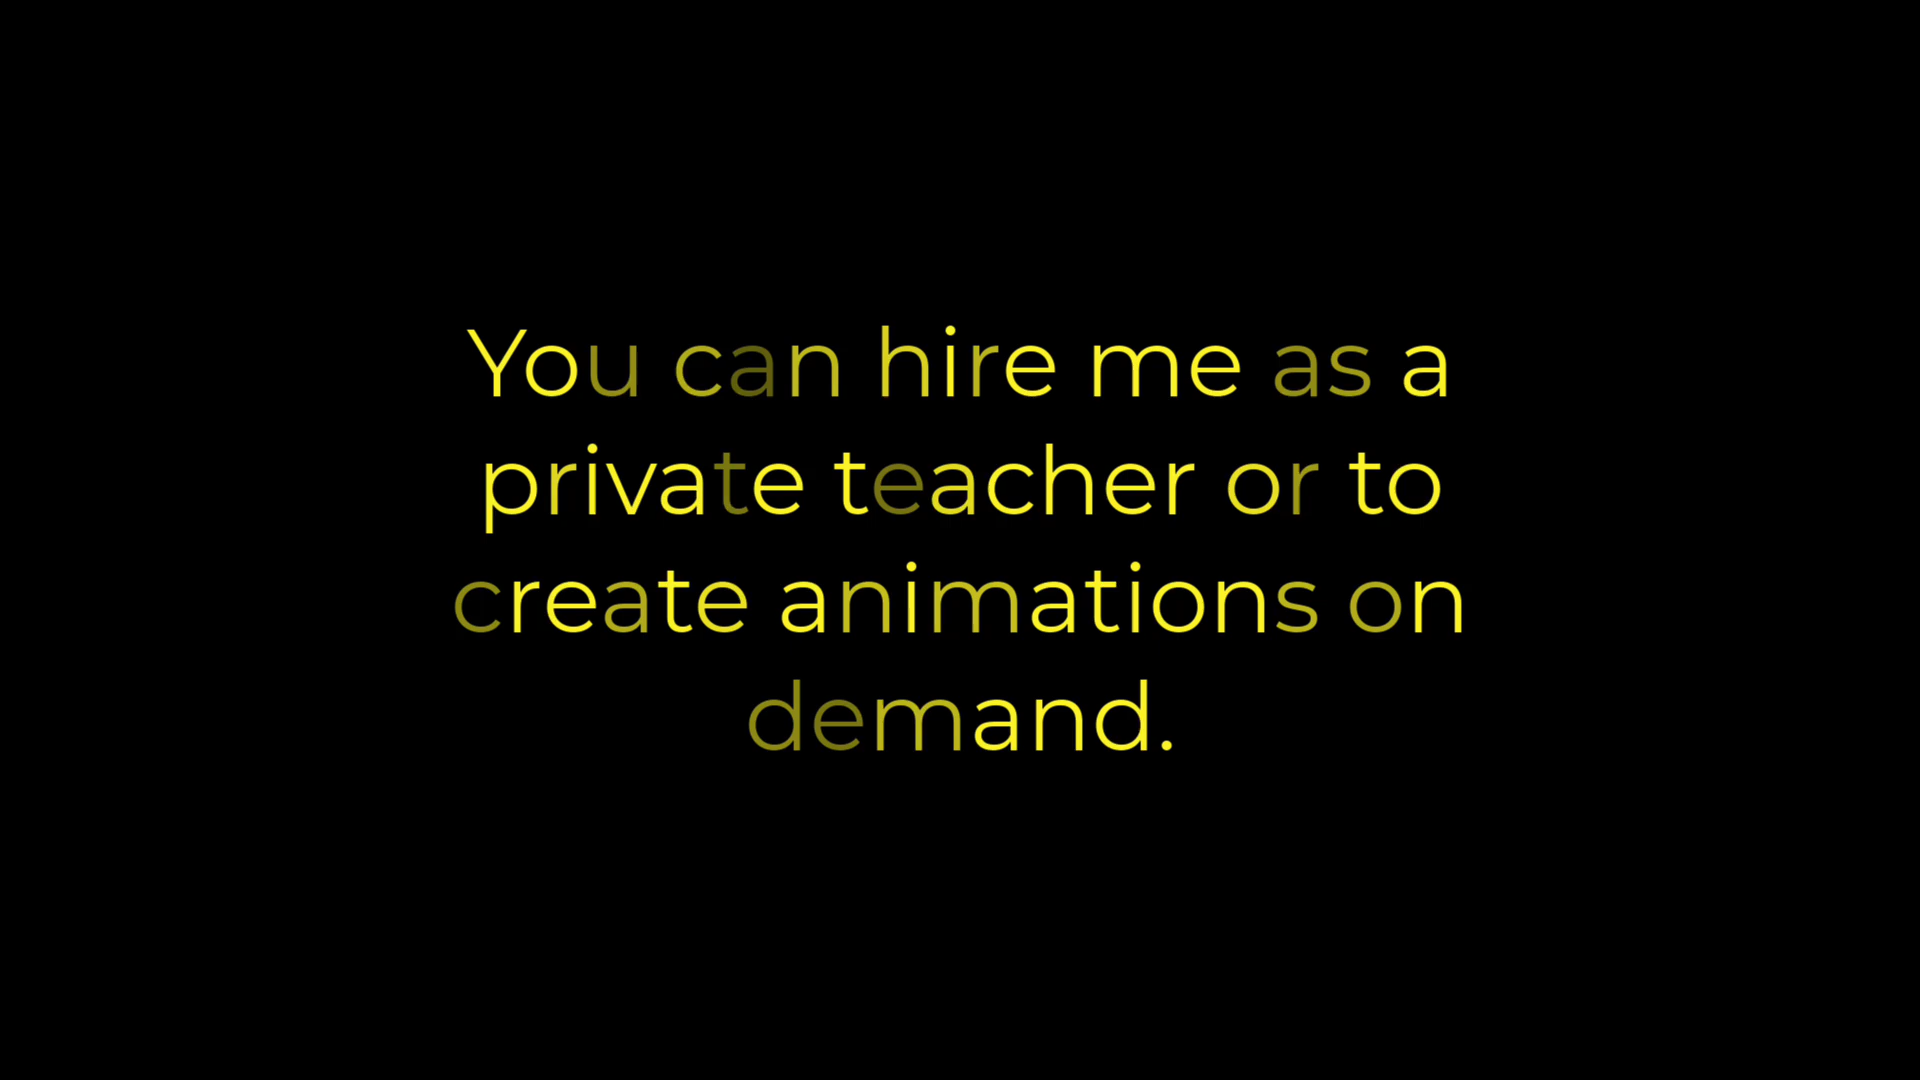 You can hire me as a
private teacher or to
create animations on
demand.